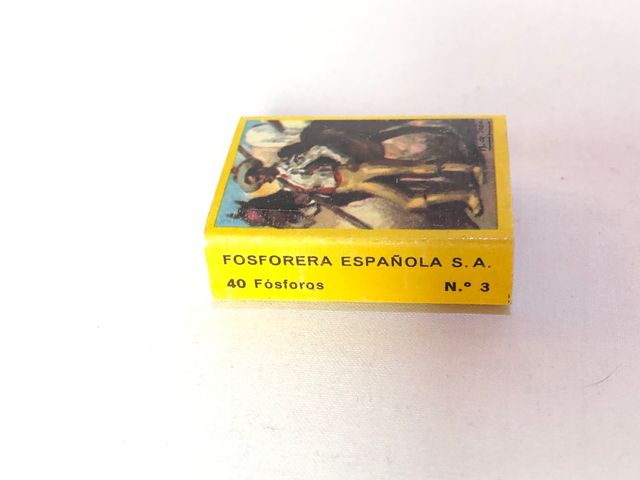 FOSFORERA ESPAÑOLA S. A.
40 Fósforos
N.º 3